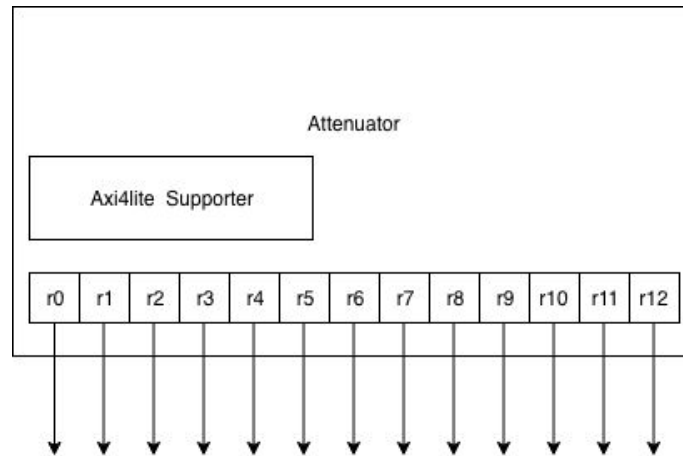 Attenuator
Axi4lite Supporter
r0 r1 r2 r3 r4 r5 r6 r7 r8 r9 r10 r11 r12